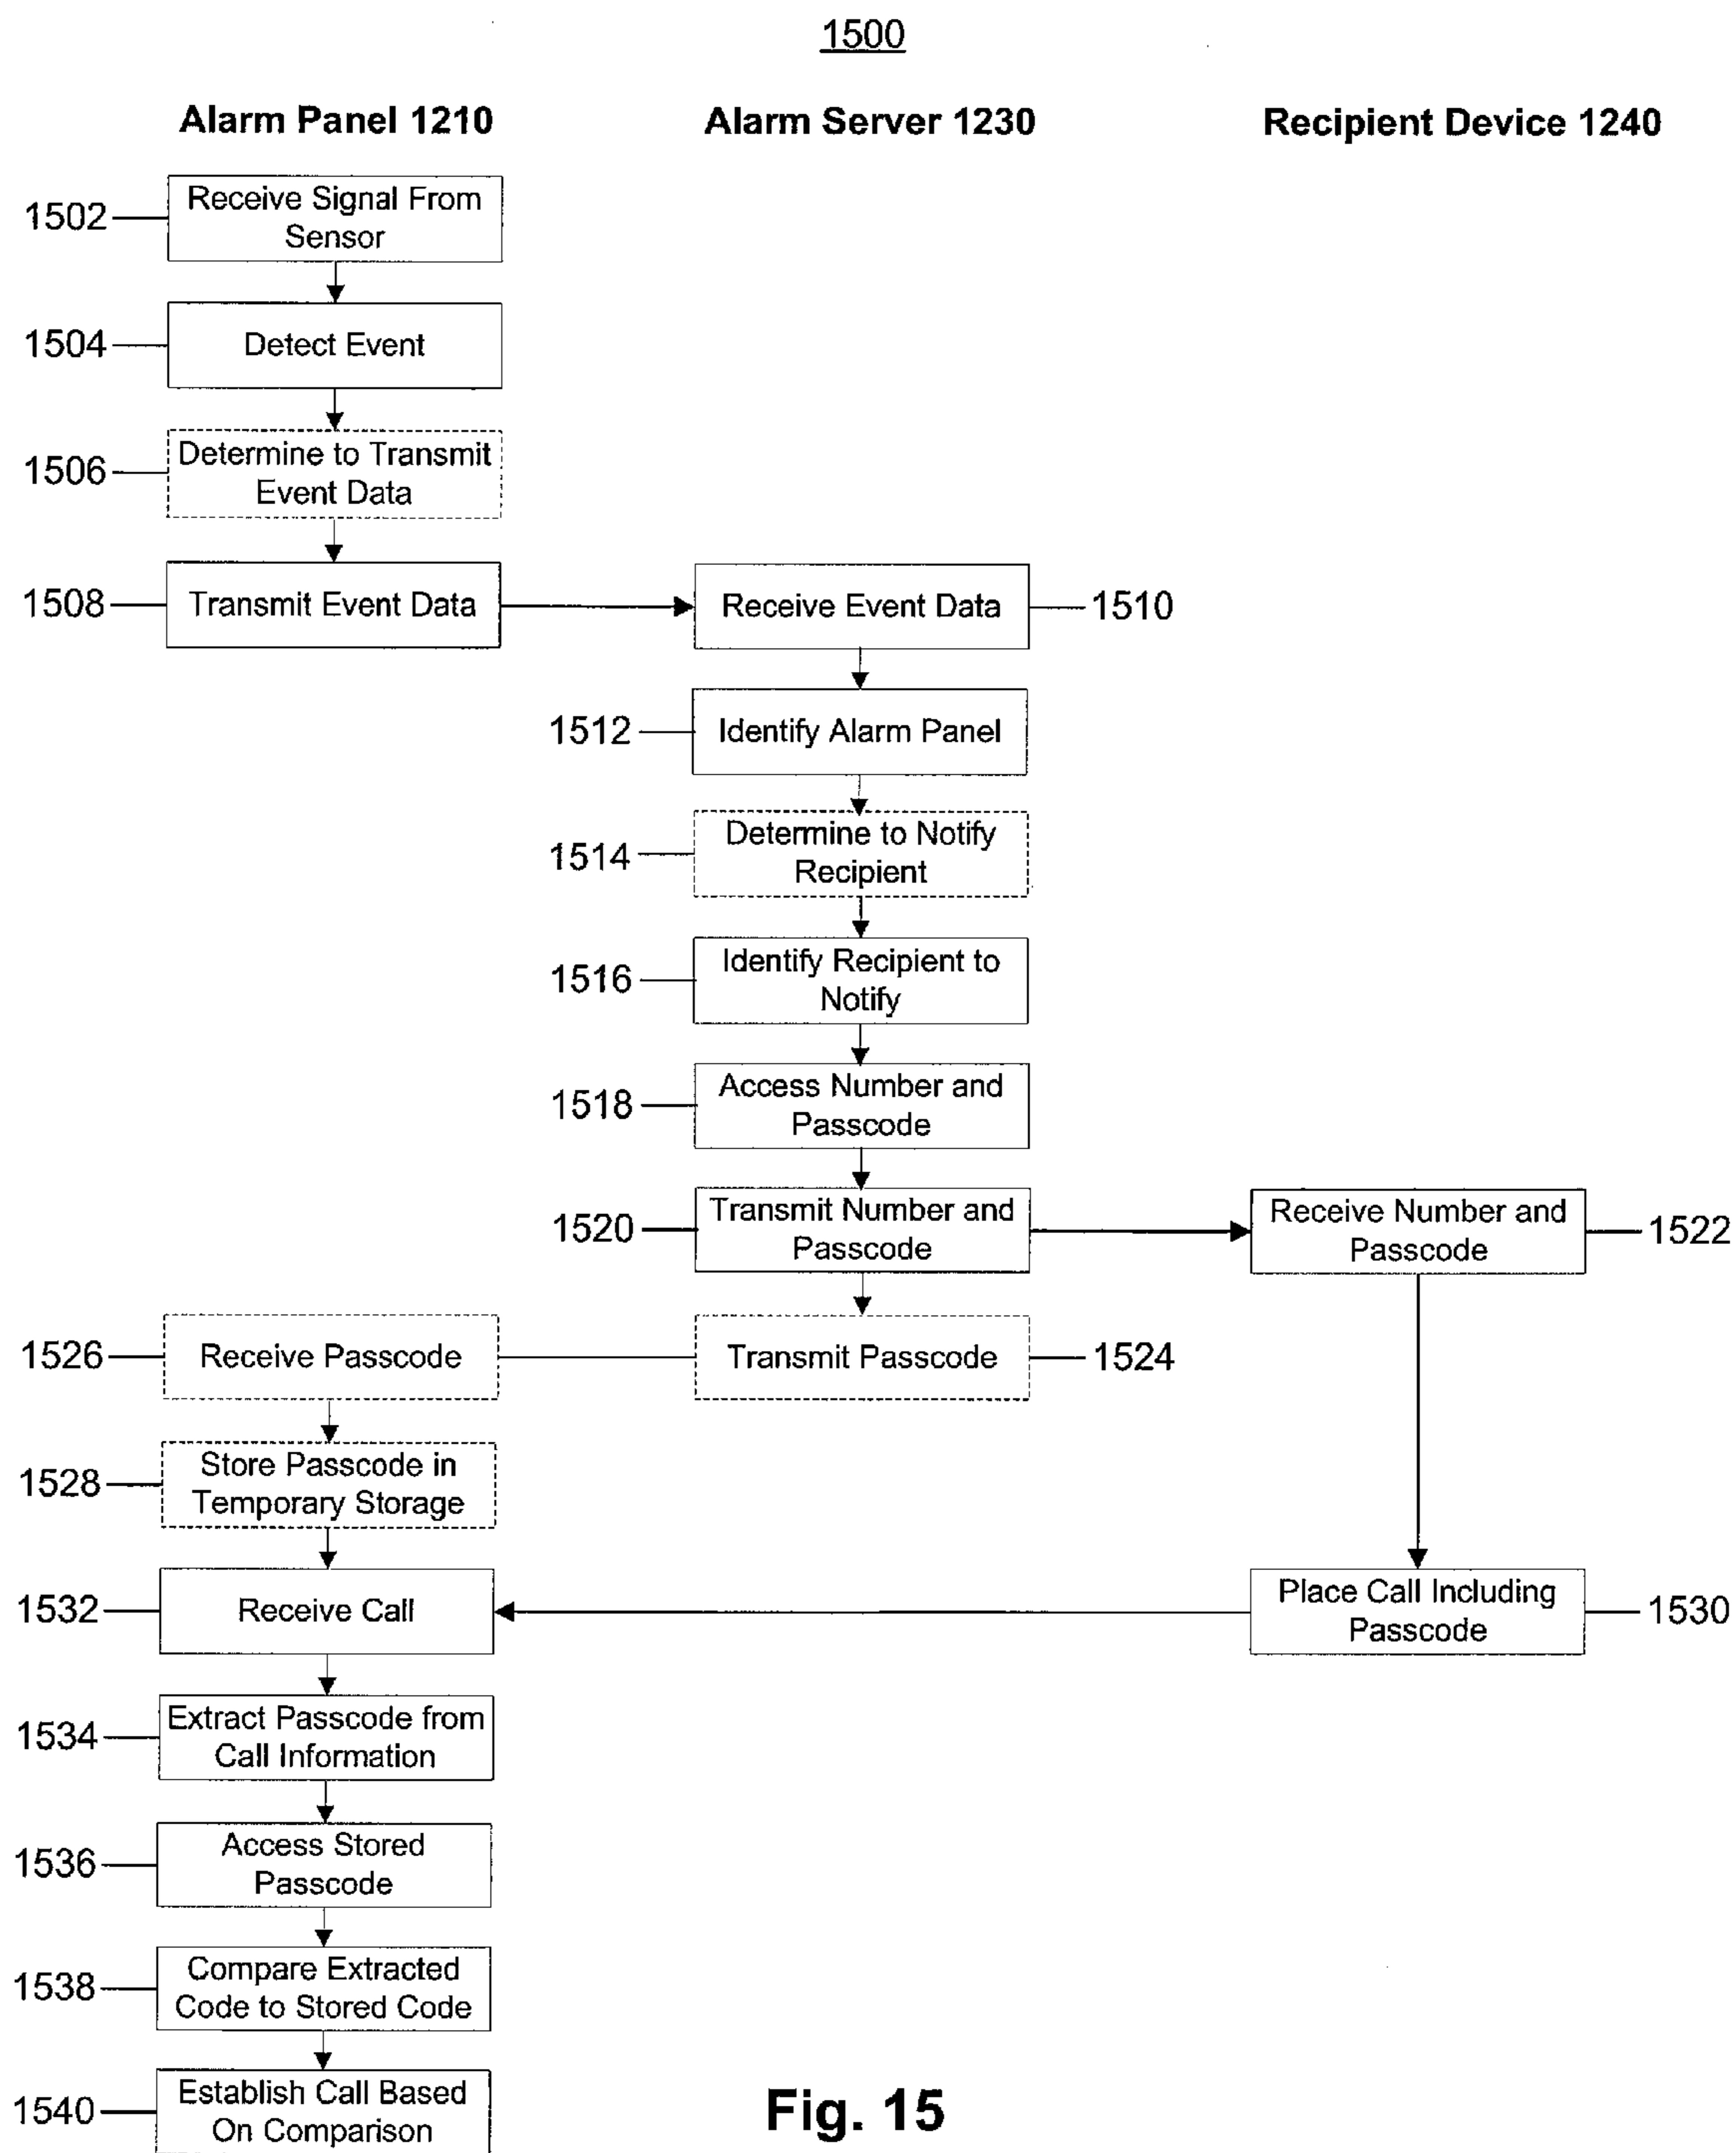 1500
Alarm Panel 1210
Alarm Server 1230
Recipient Device 1240
1502
Receive Signal From
Sensor
1504
Detect Event
1506
Determine to Transmit
Event Data
1508
Transmit Event Data
Receive Event Data
1510
1512
Identify Alarm Panel
1514
Determine to Notify
Recipient
1516
Identify Recipient to
Notify
1518
Access Number and
Passcode
1520
Transmit Number and
Passcode
Receive Number and
Passcode
1522
1526
Receive Passcode
Transmit Passcode
1524
1528
Store Passcode in
Temporary Storage
1532
Receive Call
Place Call Including
Passcode
1530
1534
Extract Passcode from
Call Information
1536
Access Stored
Passcode
1538
Compare Extracted
Code to Stored Code
1540
Establish Call Based
On Comparison
Fig. 15